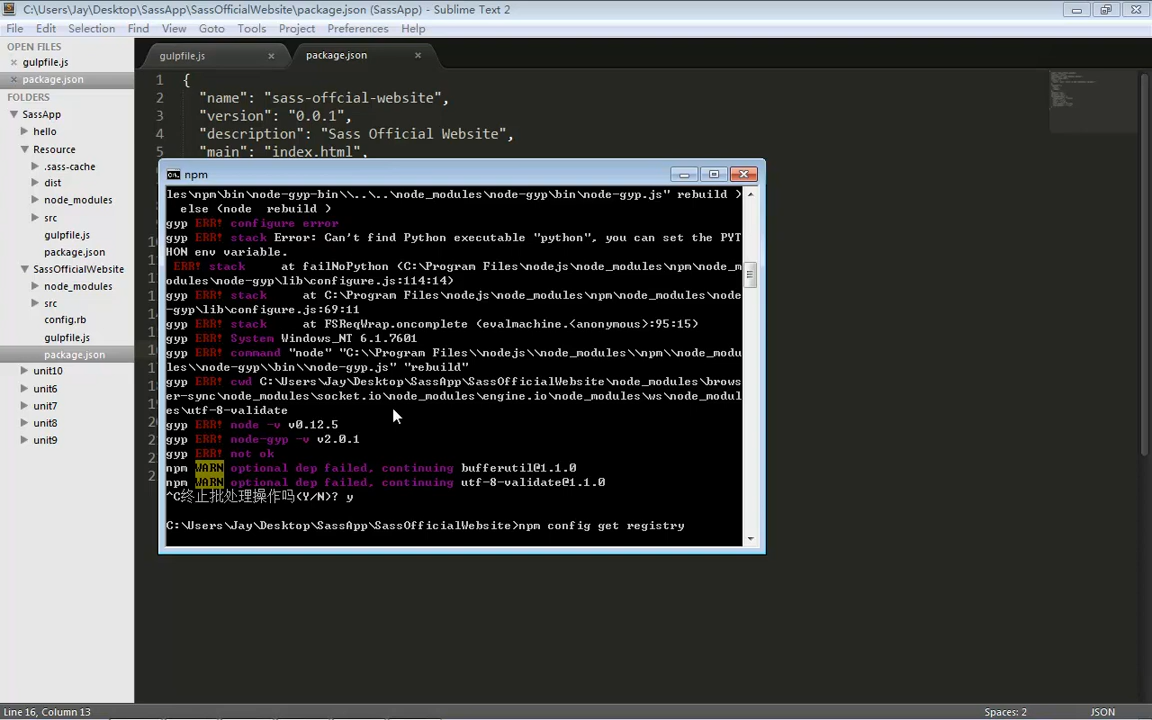 C:\Users\Jay\Desktop\SassApp\SassOfficialWebsite\package.json (SassApp) - Sublime Text 2
File Edit Selection Find View Goto Tools Project Preferences Help
OPEN FILES
gulpfile.js
package.json
FOLDERS
SassApp
hello
Resource
.sass-cache
dist
node_modules
src
gulpfile.js
package.json
SassOfficialWebsite
node_modules
src
config.rb
gulpfile.js
package.json
unit10
unit6
unit7
unit8
unit9
gulpfile.js
package.json
1 {
2 "name": "sass-offcial-website",
3 "version": "0.0.1",
4 "description": "Sass Official Website",
5 "main": "index.html",
npm
les\npm\bin\node-gyp-bin\\..\..\node_modules\node-gyp\bin\node-gyp.js" rebuild )
else (node rebuild )
gyp ERR! configure error
gyp ERR! stack Error: Can't find Python executable "python", you can set the PYT
HON env variable.
ERR! stack at failNoPython (C:\Program Files\nodejs\node_modules\npm\node_m
odules\node-gyp\lib\configure.js:114:14)
gyp ERR! stack at C:\Program Files\nodejs\node_modules\npm\node_modules\node-
gyp\lib\configure.js:69:11
gyp ERR! stack at FSReqWrap.oncomplete (evalmachine.<anonymous>:95:15)
gyp ERR! System Windows_NT 6.1.7601
gyp ERR! command "node" "C:\\Program Files\\nodejs\\node_modules\\npm\\node_modu
les\\node-gyp\\bin\\node-gyp.js" "rebuild"
gyp ERR! cwd C:\Users\Jay\Desktop\SassApp\SassOfficialWebsite\node_modules\brows
er-sync\node_modules\socket.io\node_modules\engine.io\node_modules\ws\node_modul
es\utf-8-validate
gyp ERR! node -v v0.12.5
gyp ERR! node-gyp -v v2.0.1
gyp ERR! not ok
npm WARN optional dep failed, continuing bufferutil@1.1.0
npm WARN optional dep failed, continuing utf-8-validate@1.1.0
^C终止批处理操作吗(Y/N)? y
C:\Users\Jay\Desktop\SassApp\SassOfficialWebsite>npm config get registry
Line 16, Column 13
Spaces: 2
JSON